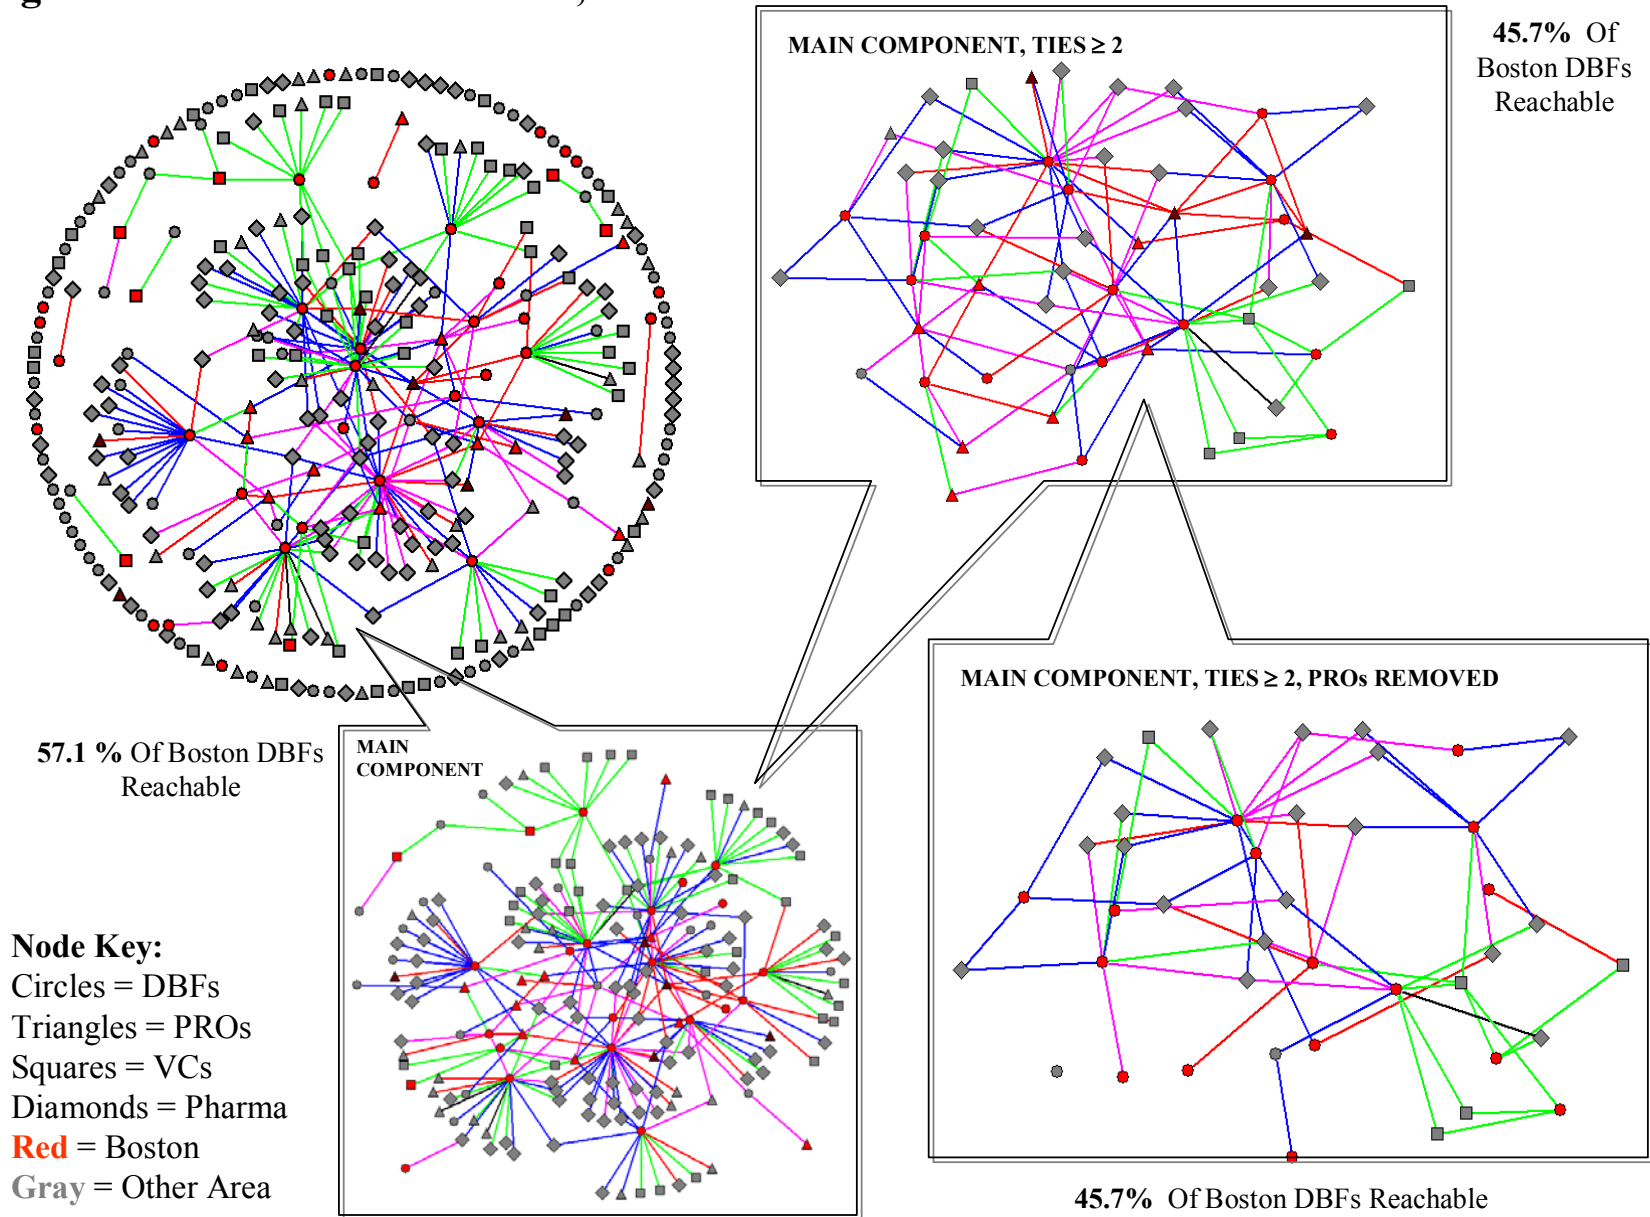 MAIN COMPONENT, TIES ≥ 2
45.7% Of
Boston DBFs
Reachable
MAIN COMPONENT, TIES ≥ 2, PROs REMOVED
57.1 % Of Boston DBFs
Reachable
MAIN
COMPONENT
Node Key:
Circles = DBFs
Triangles = PROs
Squares = VCs
Diamonds = Pharma
Red = Boston
Gray = Other Area
45.7% Of Boston DBFs Reachable